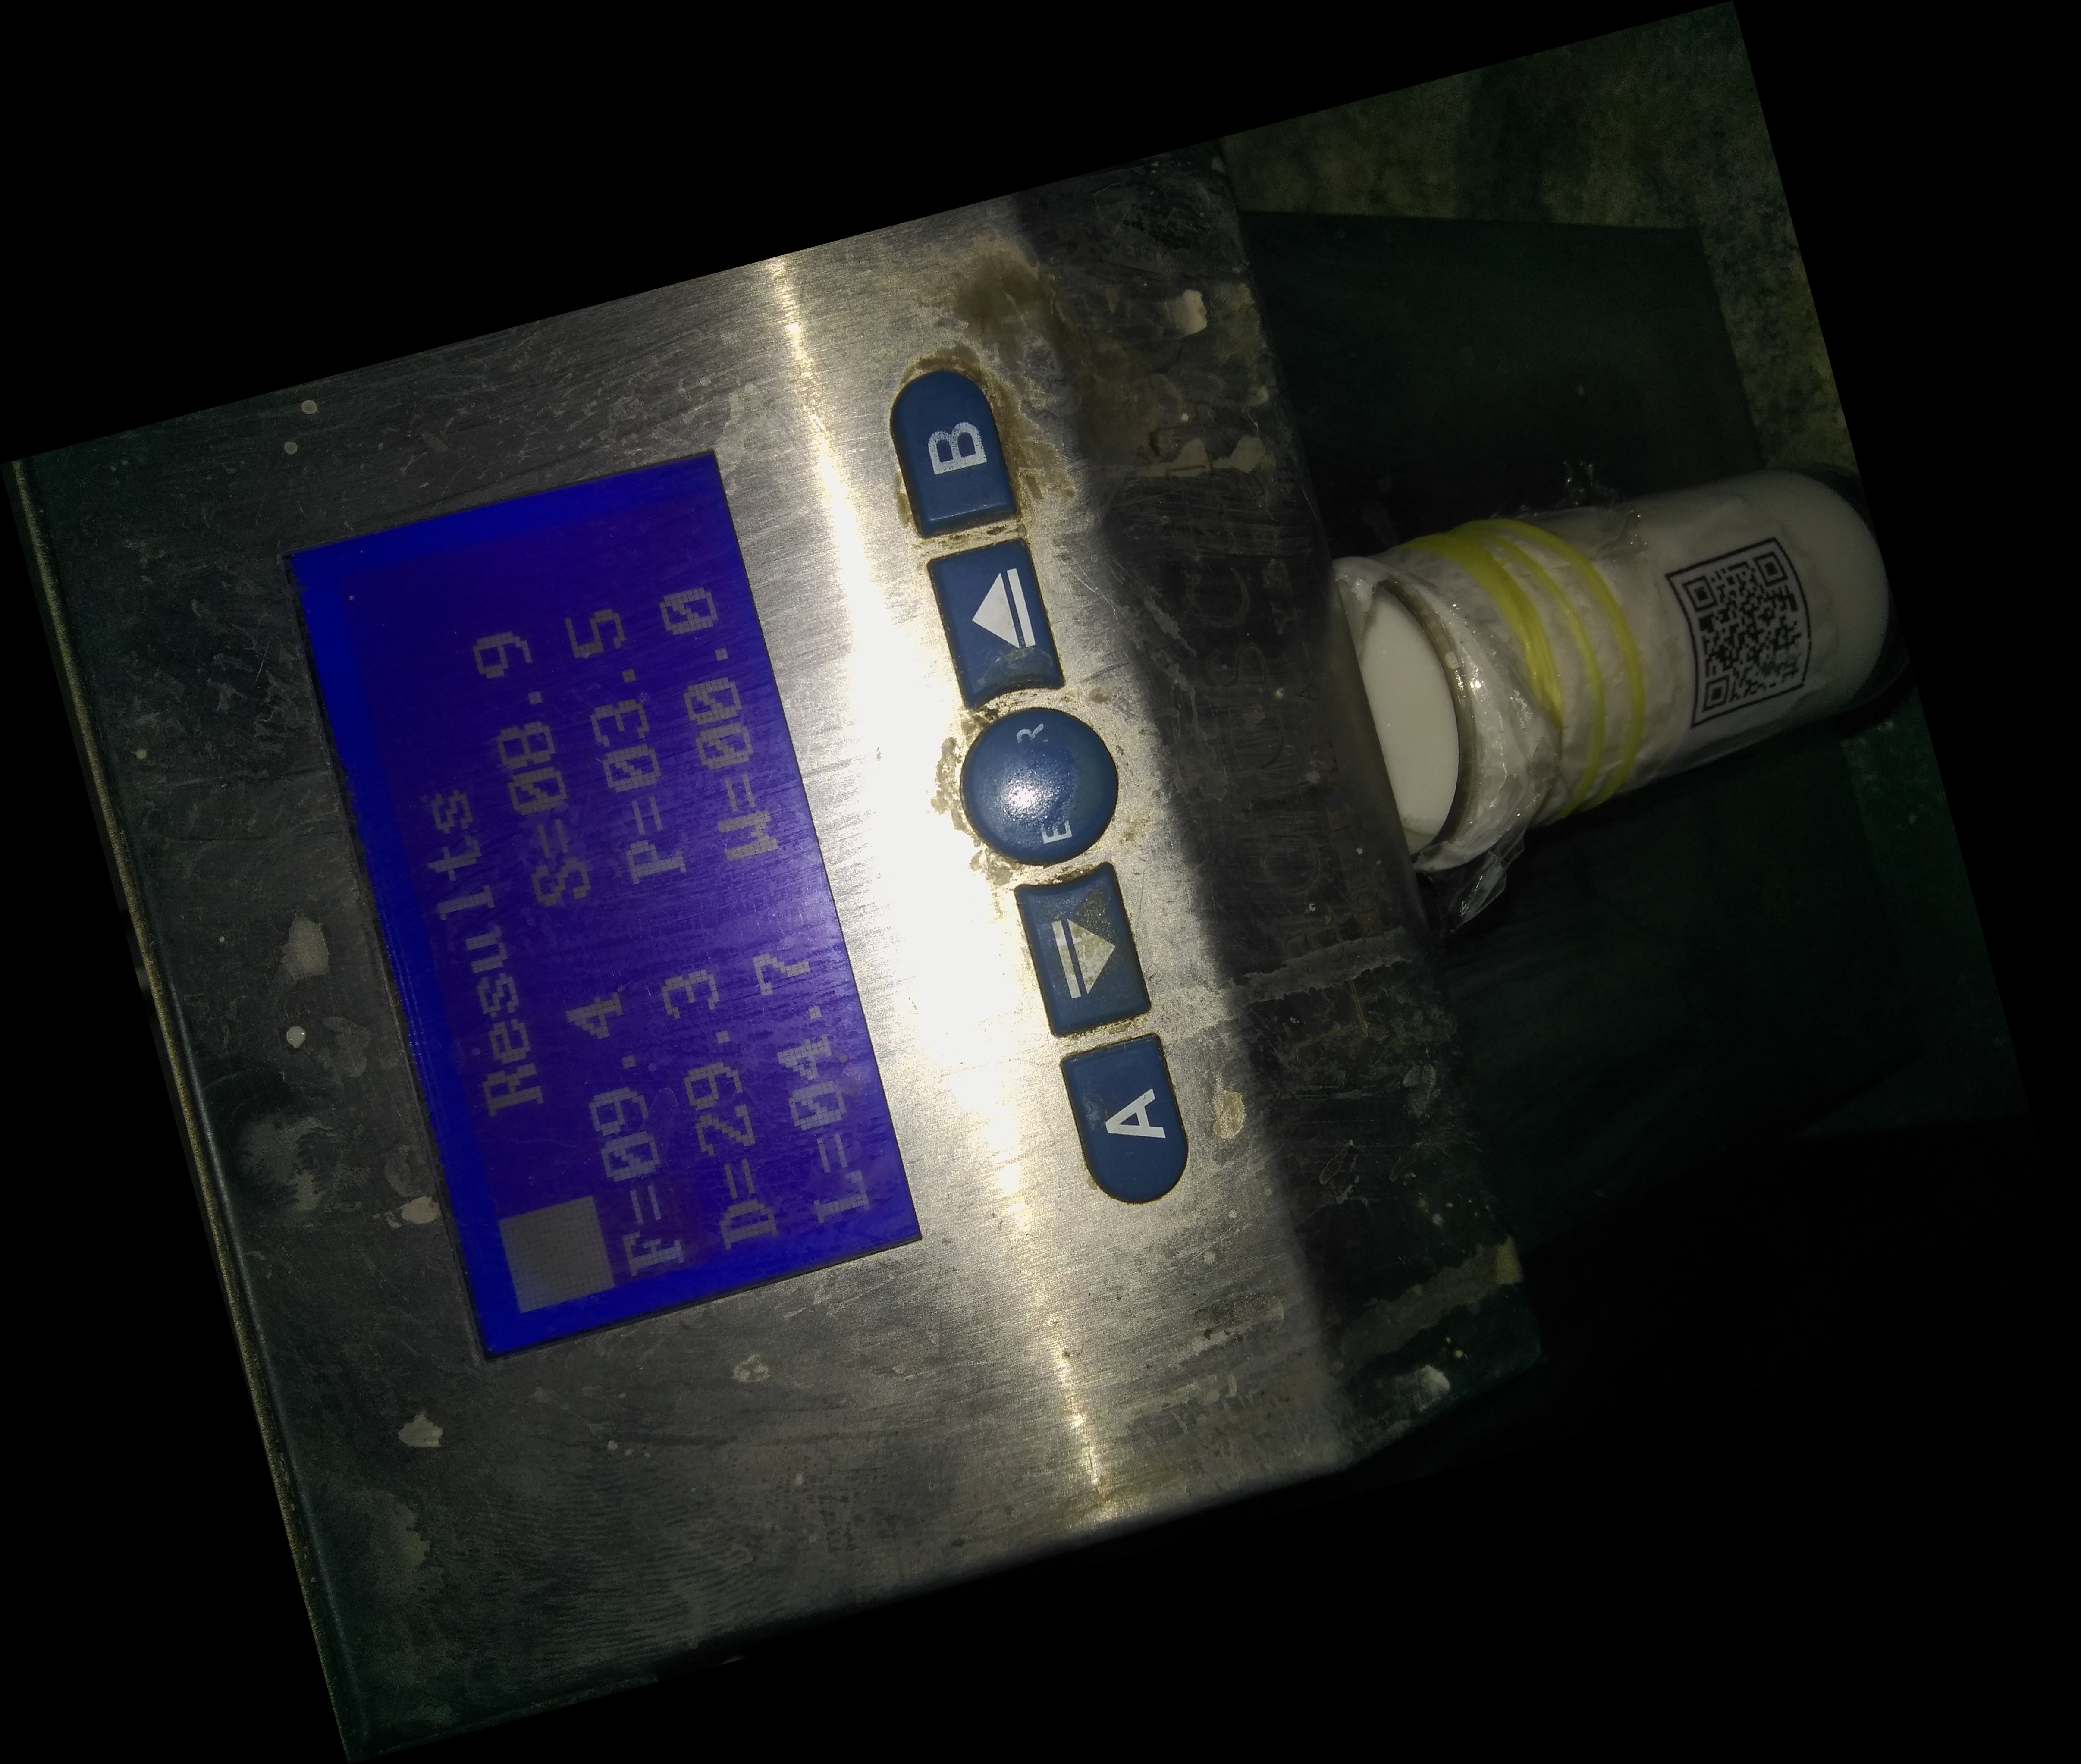 Results
F=09.4 S=08.9
D=29.3 P=03.5
L=04.7 W=00.0
A E R B